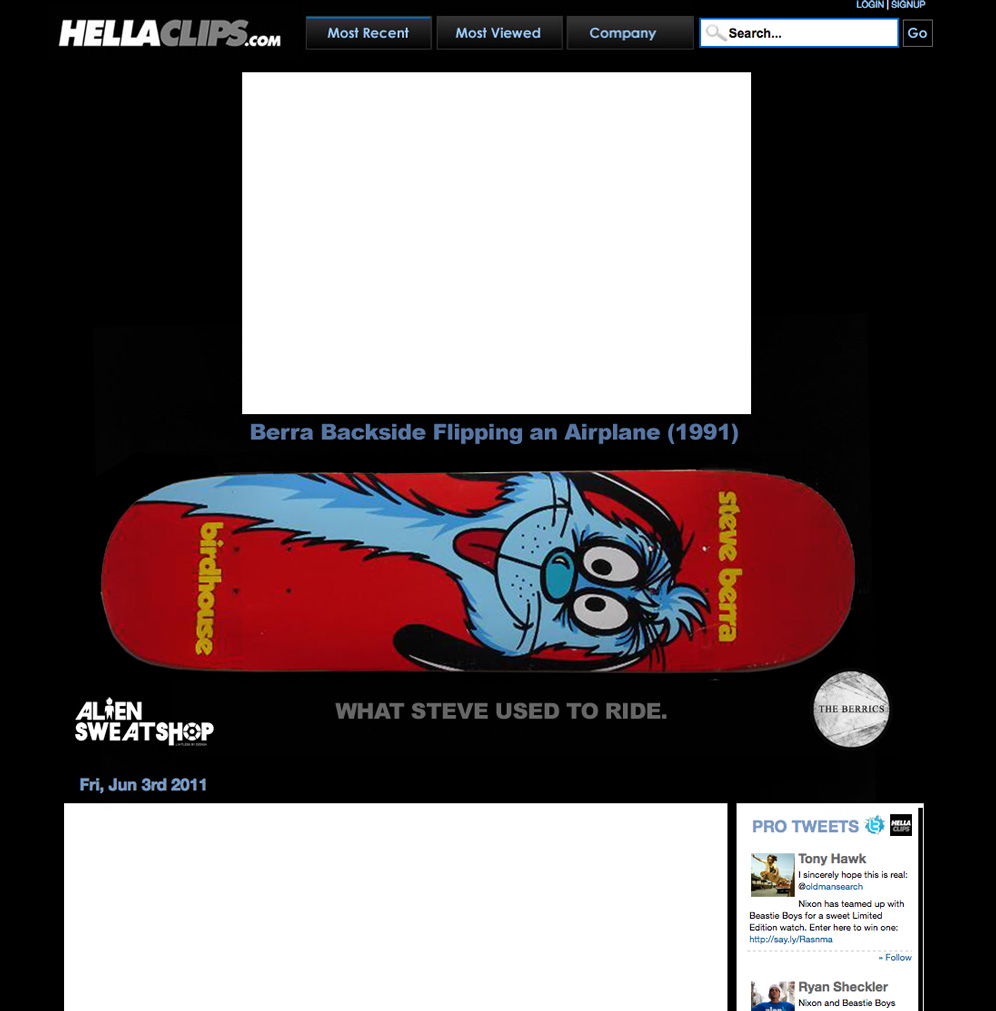 LOGIN | SIGNUP
HELLACLIPS.COM
Most Recent
Most Viewed
Company
Search...
Go
Berra Backside Flipping an Airplane (1991)
birdhouse
steve berra
ALIEN
SWEATSHOP
WHAT STEVE USED TO RIDE.
THE BERRICS
Fri, Jun 3rd 2011
PRO TWEETS
HELLA
CLIPS
Tony Hawk
I sincerely hope this is real:
@oldmansearch
Nixon has teamed up with
Beastie Boys for a sweet Limited
Edition watch. Enter here to win one:
http://say.ly/Rasnma
» Follow
Ryan Sheckler
Nixon and Beastie Boys